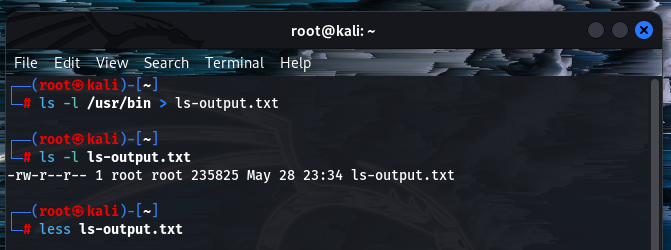 root@kali: ~
File Edit View Search Terminal Help
┌──(root㉿kali)-[~]
└─# ls -l /usr/bin > ls-output.txt
┌──(root㉿kali)-[~]
└─# ls -l ls-output.txt
-rw-r--r-- 1 root root 235825 May 28 23:34 ls-output.txt
┌──(root㉿kali)-[~]
└─# less ls-output.txt